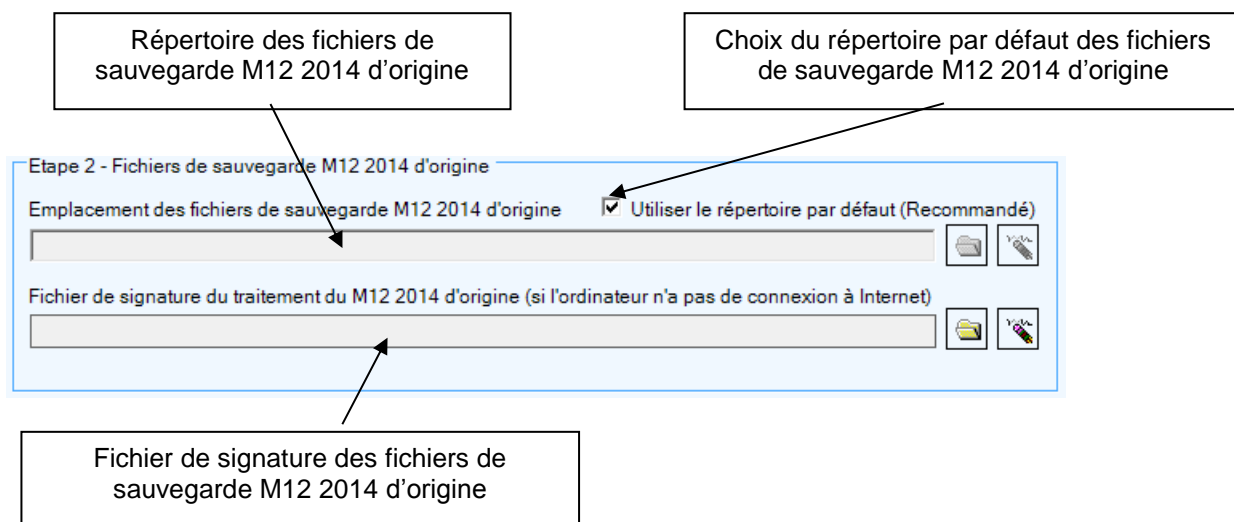 Répertoire des fichiers de
sauvegarde M12 2014 d’origine
Choix du répertoire par défaut des fichiers
de sauvegarde M12 2014 d’origine
Etape 2 - Fichiers de sauvegarde M12 2014 d'origine
Emplacement des fichiers de sauvegarde M12 2014 d'origine
Utiliser le répertoire par défaut (Recommandé)
Fichier de signature du traitement du M12 2014 d'origine (si l'ordinateur n'a pas de connexion à Internet)
Fichier de signature des fichiers de
sauvegarde M12 2014 d’origine